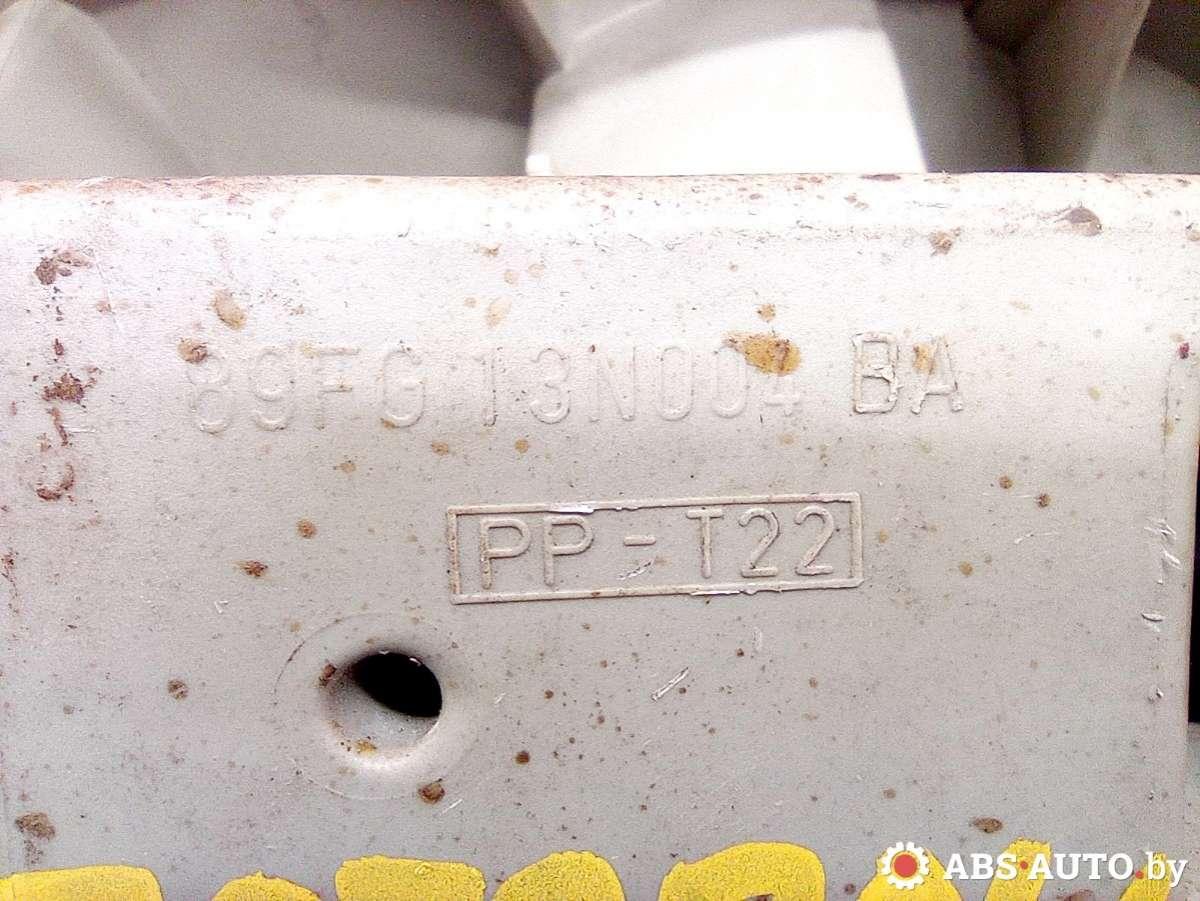 89FG 13N004 BA
PP - T22
ABS-AUTO.by